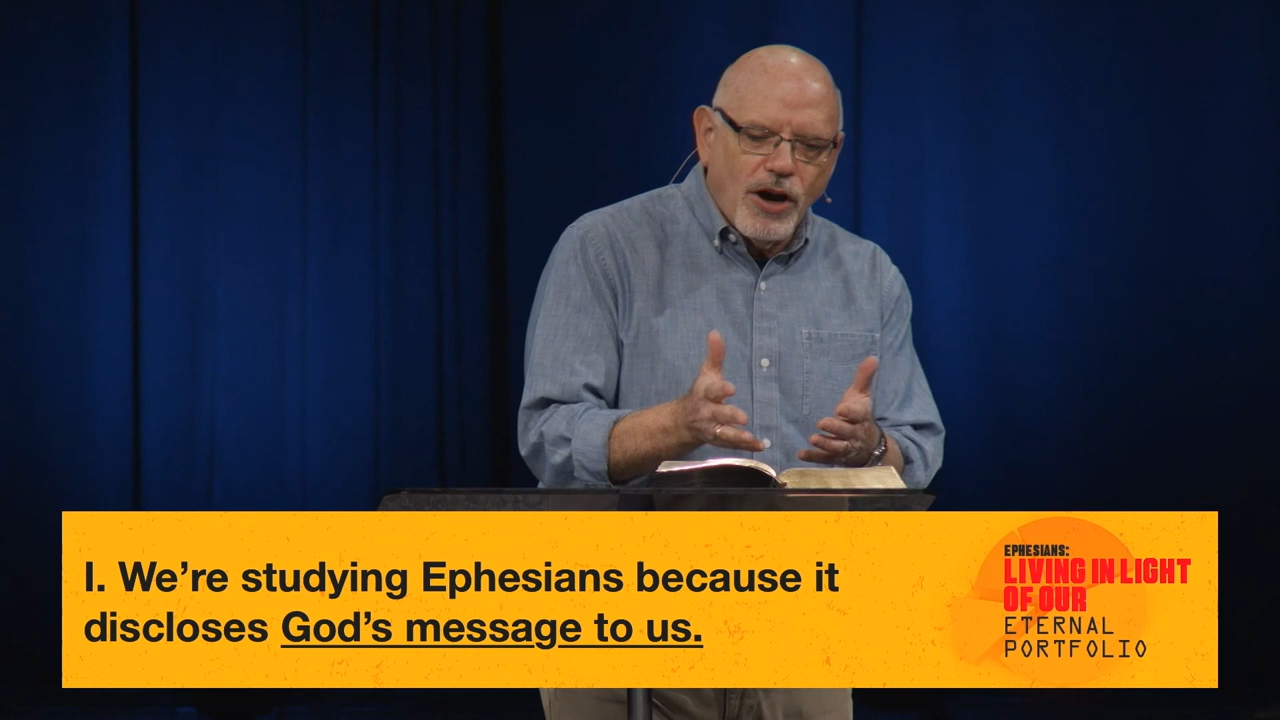 I. We’re studying Ephesians because it
discloses God’s message to us.
EPHESIANS:
LIVING IN LIGHT
OF OUR
ETERNAL
PORTFOLIO